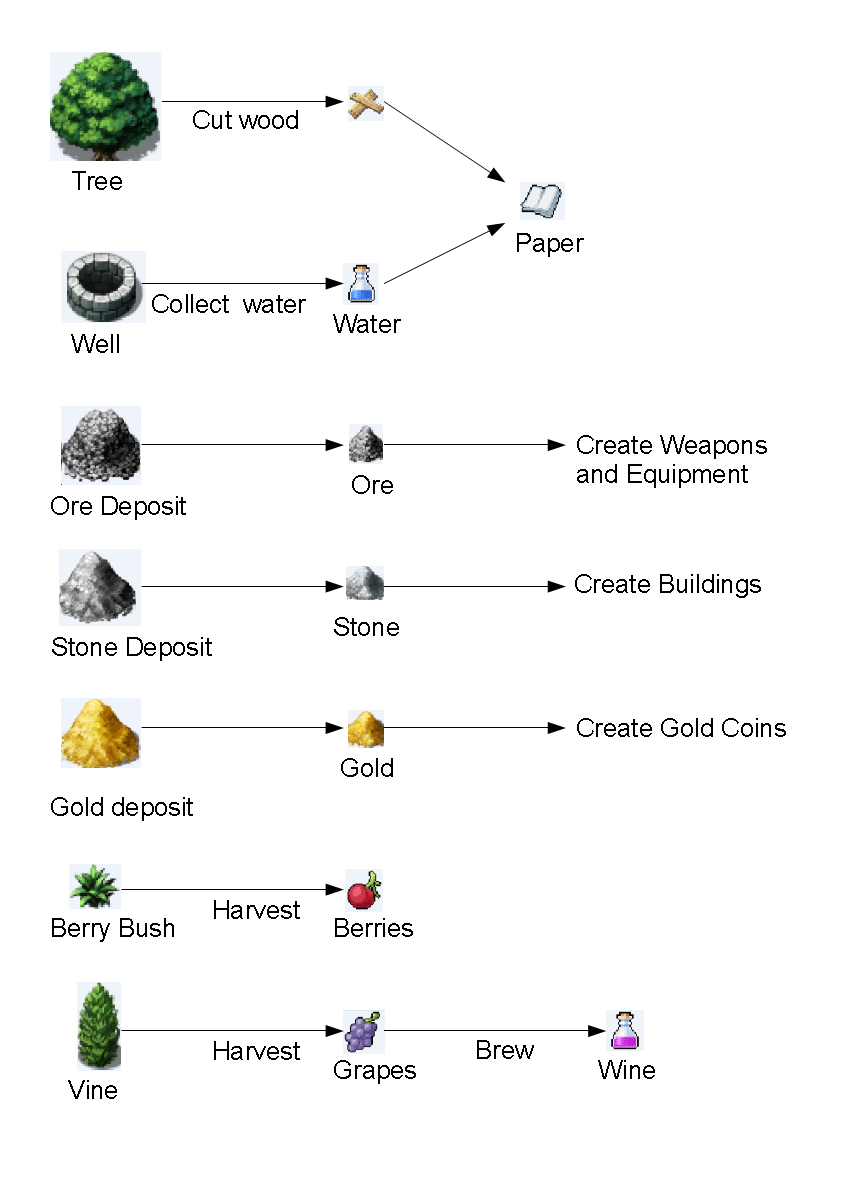 Cut wood
Tree
Paper
Collect  water
Water
Well
Create Weapons
and Equipment
Ore
Ore Deposit
Create Buildings
Stone
Stone Deposit
Create Gold Coins
Gold
Gold deposit
Harvest
Berry Bush
Berries
Harvest
Brew
Grapes
Wine
Vine